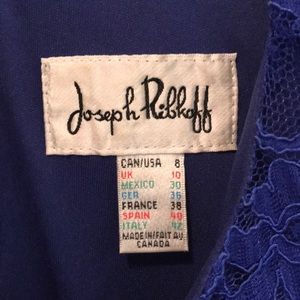 Joseph Ribkoff
CAN/USA 8
UK 10
MEXICO 30
GER 36
FRANCE 38
SPAIN 40
ITALY 42
MADE IN/FAIT AU
CANADA